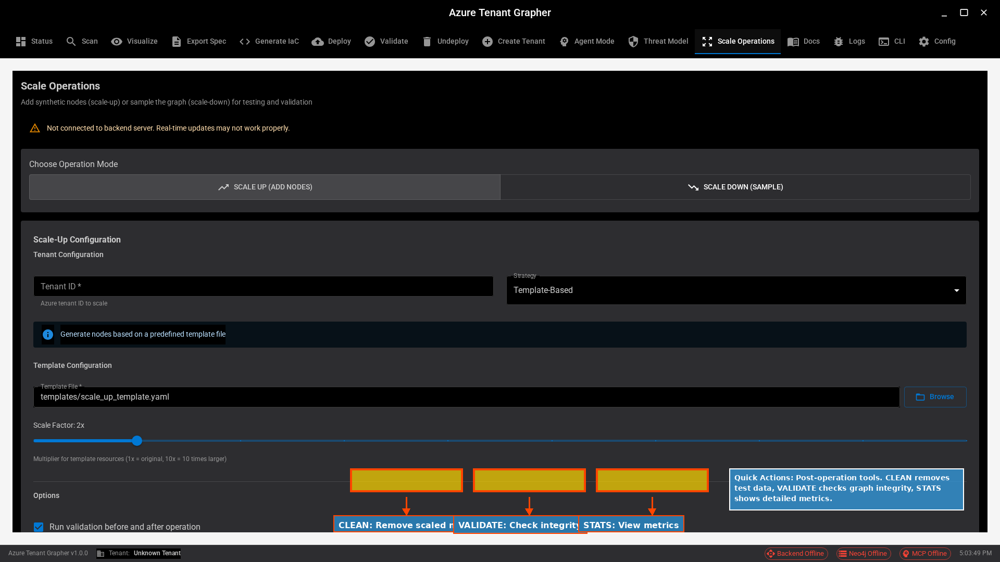 Azure Tenant Grapher
Status
Scan
Visualize
Export Spec
Generate IaC
Deploy
Validate
Undeploy
Create Tenant
Agent Mode
Threat Model
Scale Operations
Docs
Logs
CLI
Config
Scale Operations
Add synthetic nodes (scale-up) or sample the graph (scale-down) for testing and validation
Not connected to backend server. Real-time updates may not work properly.
Choose Operation Mode
SCALE UP (ADD NODES)
SCALE DOWN (SAMPLE)
Scale-Up Configuration
Tenant Configuration
Tenant ID *
Azure tenant ID to scale
Strategy
Template-Based
Generate nodes based on a predefined template file
Template Configuration
Template File *
templates/scale_up_template.yaml
Browse
Scale Factor: 2x
Multiplier for template resources (1x = original, 10x = 10 times larger)
Quick Actions: Post-operation tools. CLEAN removes
test data, VALIDATE checks graph integrity, STATS
shows detailed metrics.
Options
CLEAN: Remove scaled
VALIDATE: Check integrity
STATS: View metrics
Run validation before and after operation
Azure Tenant Grapher v1.0.0
Tenant: Unknown Tenant
Backend Offline
Neo4j Offline
MCP Offline
5:03:49 PM